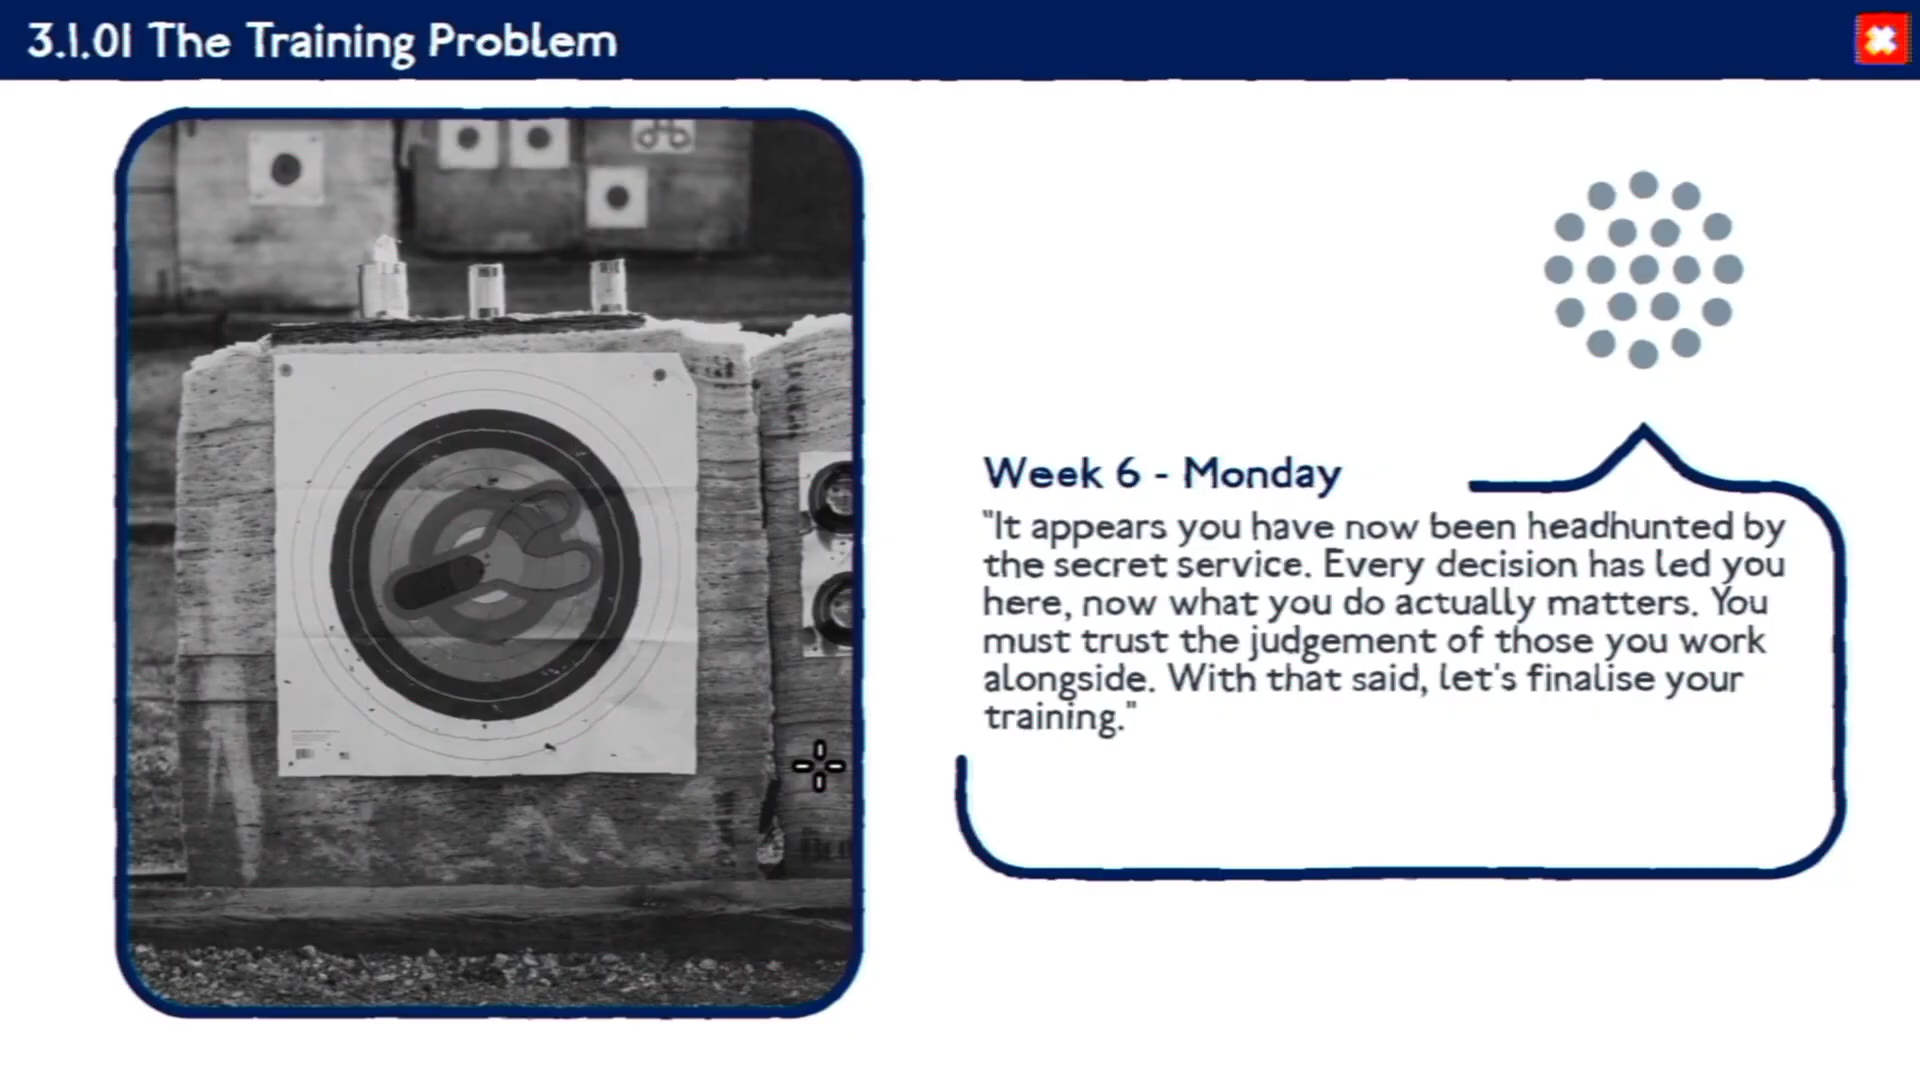 3.1.01 The Training Problem
Week 6 - Monday
"It appears you have now been headhunted by
the secret service. Every decision has led you
here, now what you do actually matters. You
must trust the judgement of those you work
alongside. With that said, let's finalise your
training."